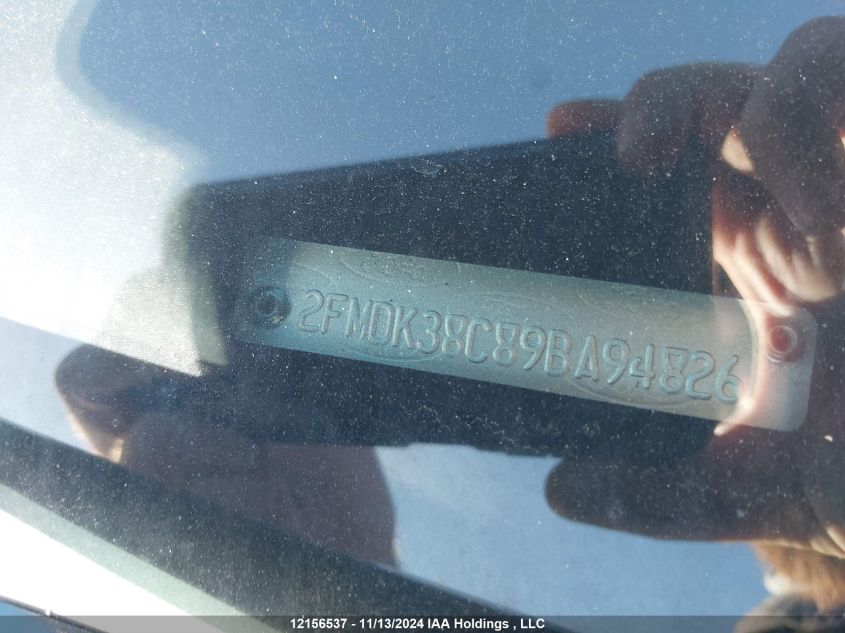 2FMDK38C89BA94826
12156537 - 11/13/2024 IAA Holdings , LLC